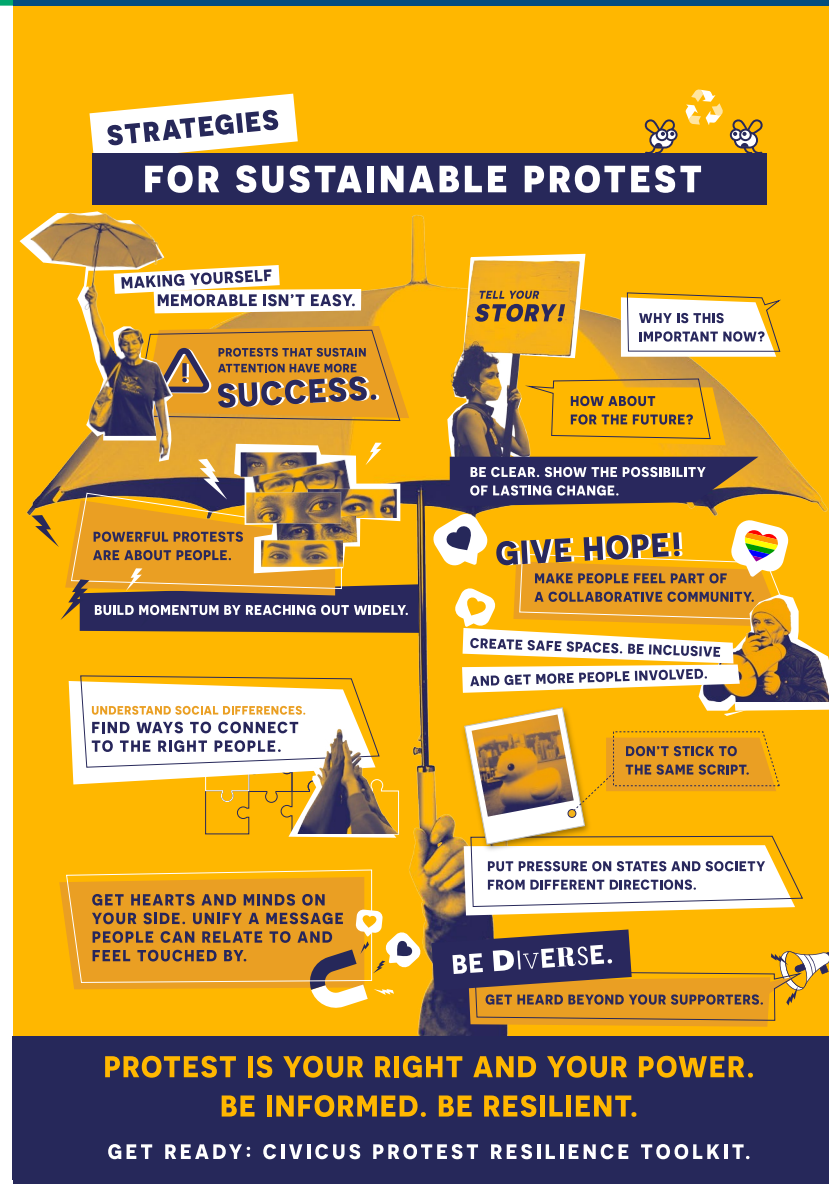 STRATEGIES
FOR SUSTAINABLE PROTEST
MAKING YOURSELF
MEMORABLE ISN'T EASY.
PROTESTS THAT SUSTAIN
ATTENTION HAVE MORE
SUCCESS.
TELL YOUR
STORY!
WHY IS THIS
IMPORTANT NOW?
HOW ABOUT
FOR THE FUTURE?
BE CLEAR. SHOW THE POSSIBILITY
OF LASTING CHANGE.
POWERFUL PROTESTS
ARE ABOUT PEOPLE.
BUILD MOMENTUM BY REACHING OUT WIDELY.
GIVE HOPE!
MAKE PEOPLE FEEL PART OF
A COLLABORATIVE COMMUNITY.
CREATE SAFE SPACES. BE INCLUSIVE
AND GET MORE PEOPLE INVOLVED.
UNDERSTAND SOCIAL DIFFERENCES.
FIND WAYS TO CONNECT
TO THE RIGHT PEOPLE.
DON'T STICK TO
THE SAME SCRIPT.
PUT PRESSURE ON STATES AND SOCIETY
FROM DIFFERENT DIRECTIONS.
GET HEARTS AND MINDS ON
YOUR SIDE. UNIFY A MESSAGE
PEOPLE CAN RELATE TO AND
FEEL TOUCHED BY.
BE DIVERSE.
GET HEARD BEYOND YOUR SUPPORTERS.
PROTEST IS YOUR RIGHT AND YOUR POWER.
BE INFORMED. BE RESILIENT.
GET READY: CIVICUS PROTEST RESILIENCE TOOLKIT.